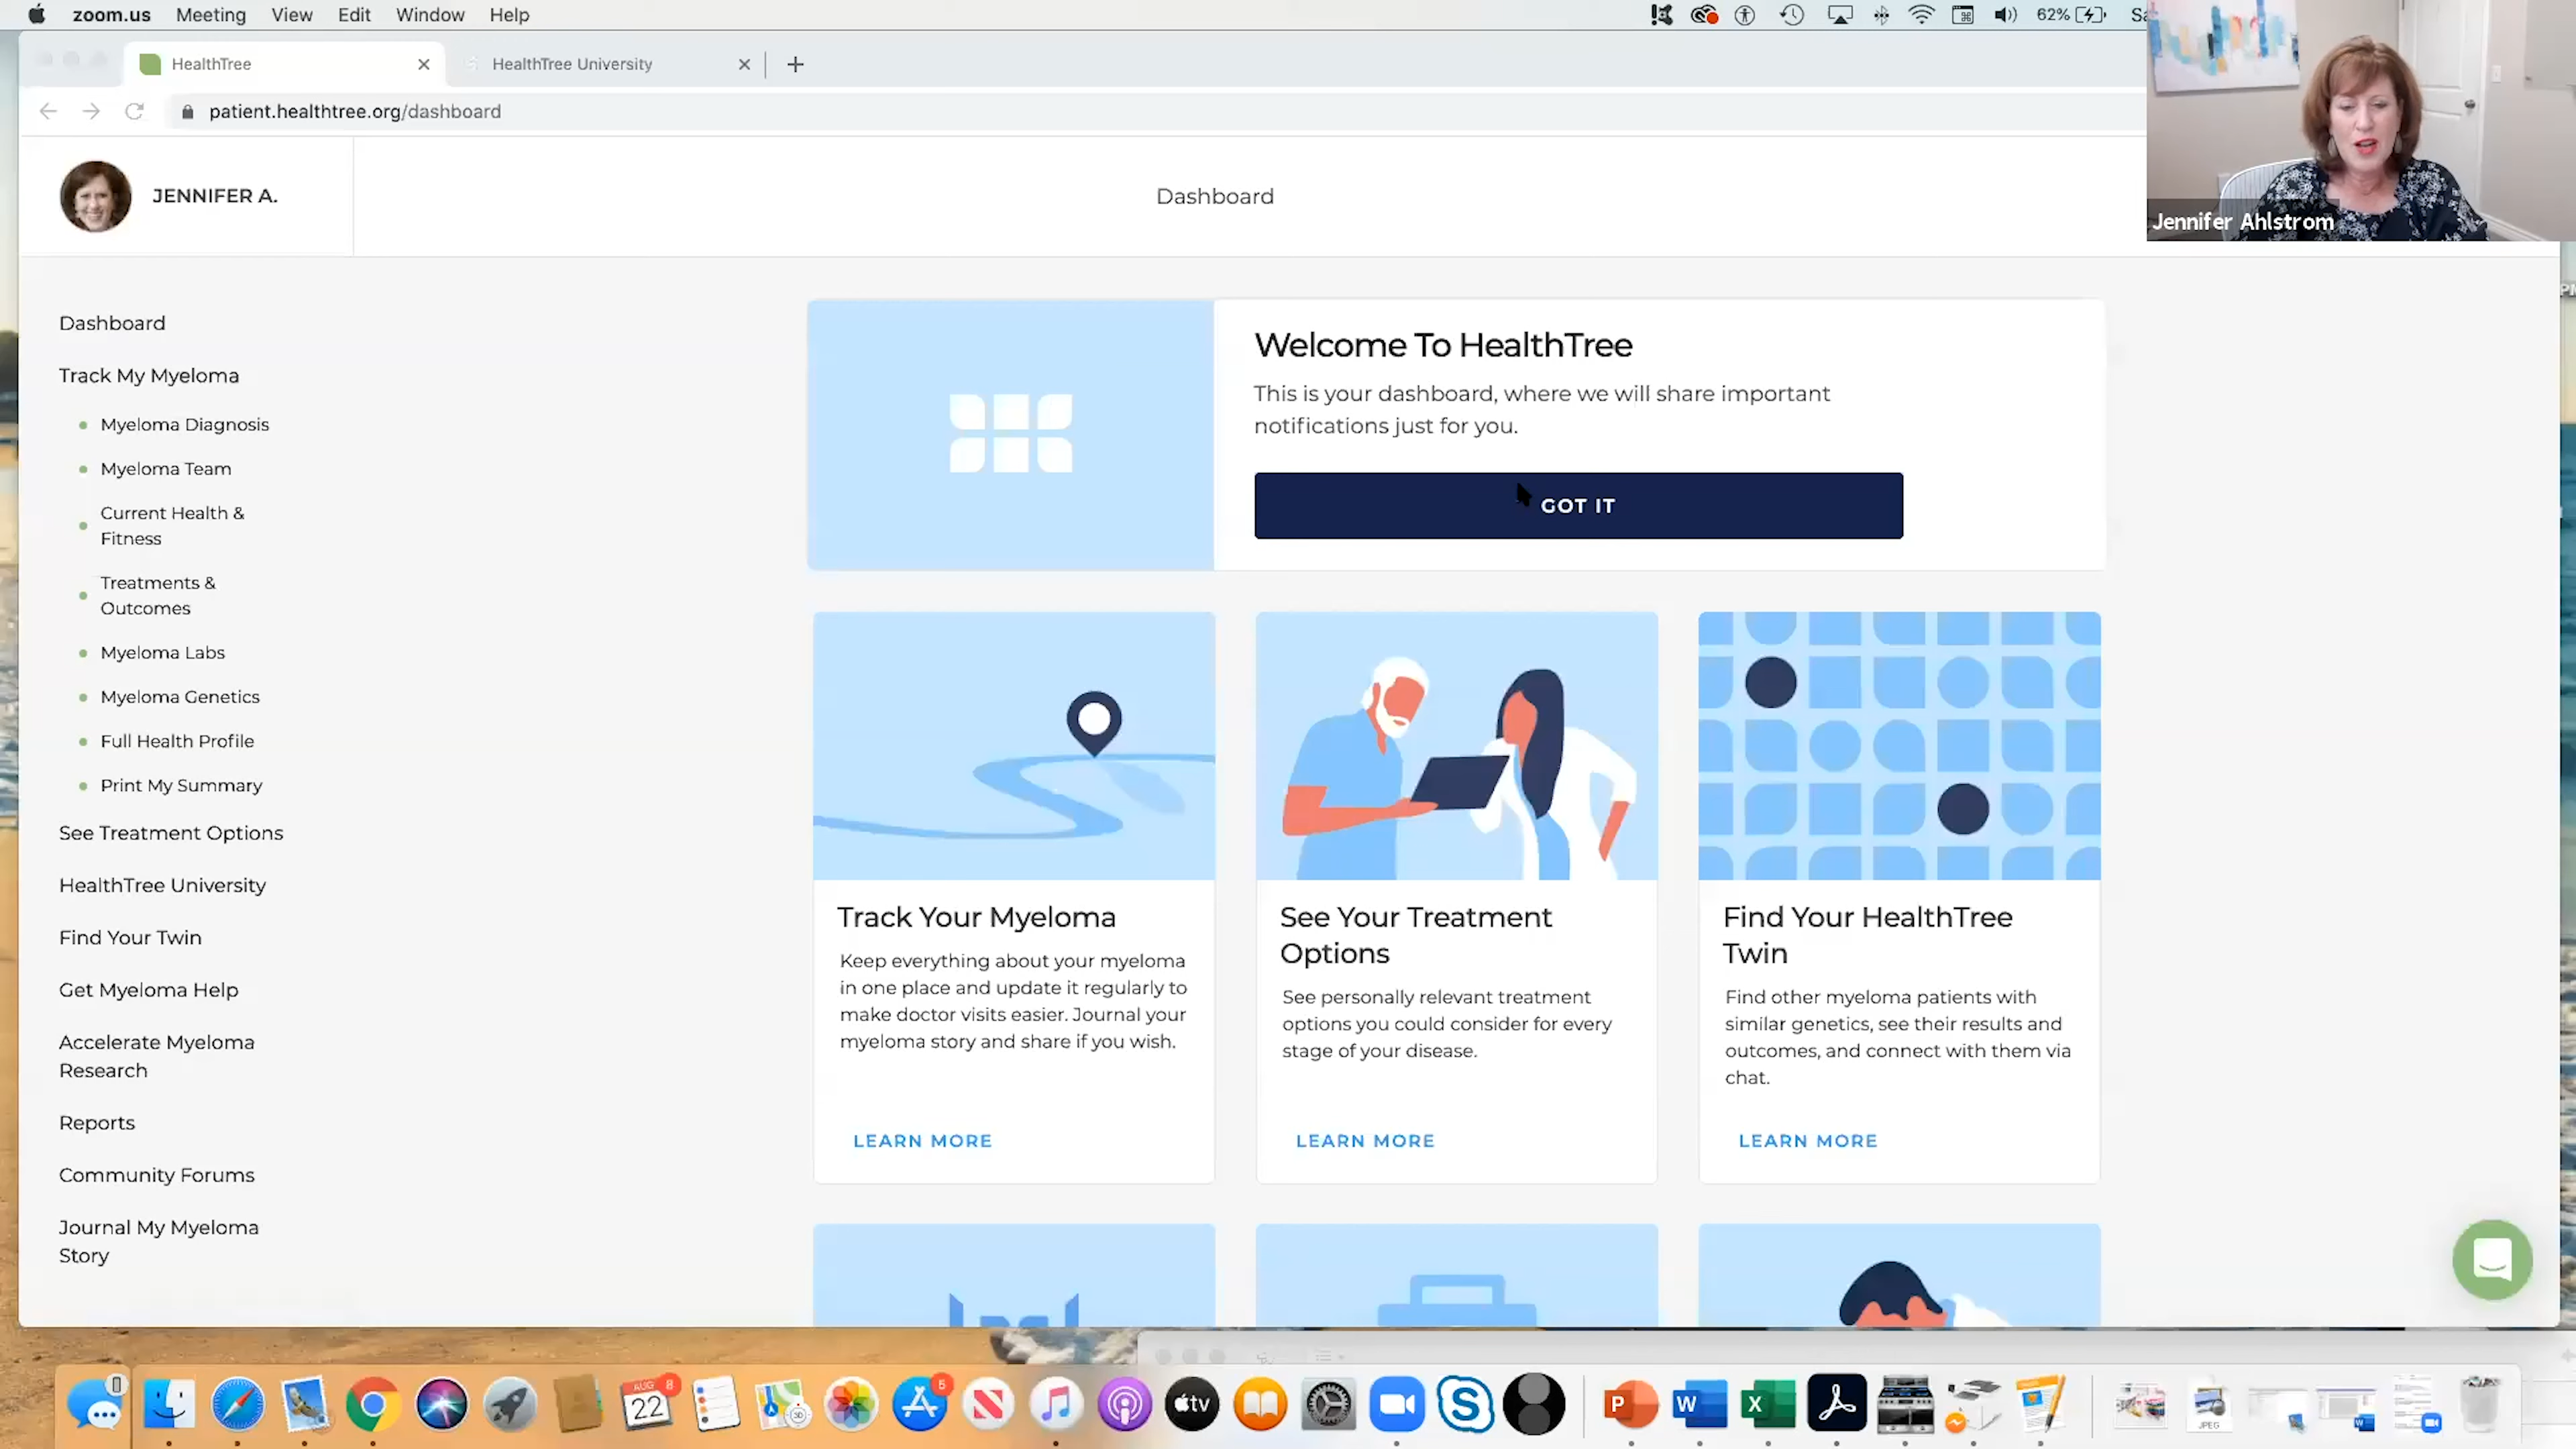 zoom.us Meeting View Edit Window Help
62%
HealthTree
HealthTree University
patient.healthtree.org/dashboard
JENNIFER A.
Dashboard
Jennifer Ahlstrom
Dashboard
Track My Myeloma
Myeloma Diagnosis
Myeloma Team
Current Health &
Fitness
Treatments &
Outcomes
Myeloma Labs
Myeloma Genetics
Full Health Profile
Print My Summary
See Treatment Options
HealthTree University
Find Your Twin
Get Myeloma Help
Accelerate Myeloma
Research
Reports
Community Forums
Journal My Myeloma
Story
Welcome To HealthTree
This is your dashboard, where we will share important
notifications just for you.
GOT IT
Track Your Myeloma
Keep everything about your myeloma
in one place and update it regularly to
make doctor visits easier. Journal your
myeloma story and share if you wish.
LEARN MORE
See Your Treatment
Options
See personally relevant treatment
options you could consider for every
stage of your disease.
LEARN MORE
Find Your HealthTree
Twin
Find other myeloma patients with
similar genetics, see their results and
outcomes, and connect with them via
chat.
LEARN MORE
AUG
22
8
5
tv
S
P
W
X
JPEG